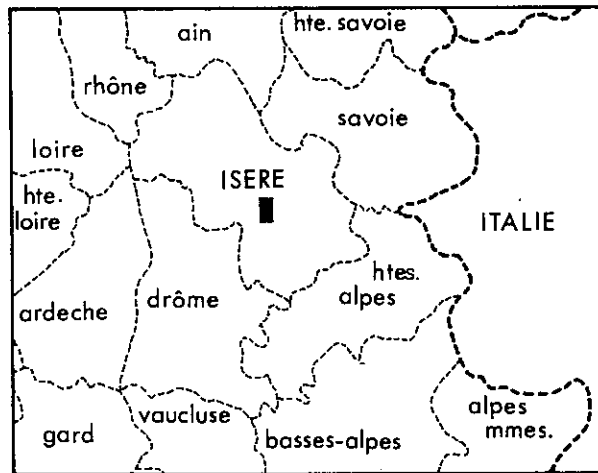 ain
hte. savoie
rhône
savoie
loire
ISERE
hte.
loire
ITALIE
htes.
alpes
ardeche
drôme
alpes
mmes.
vaucluse
gard
basses-alpes